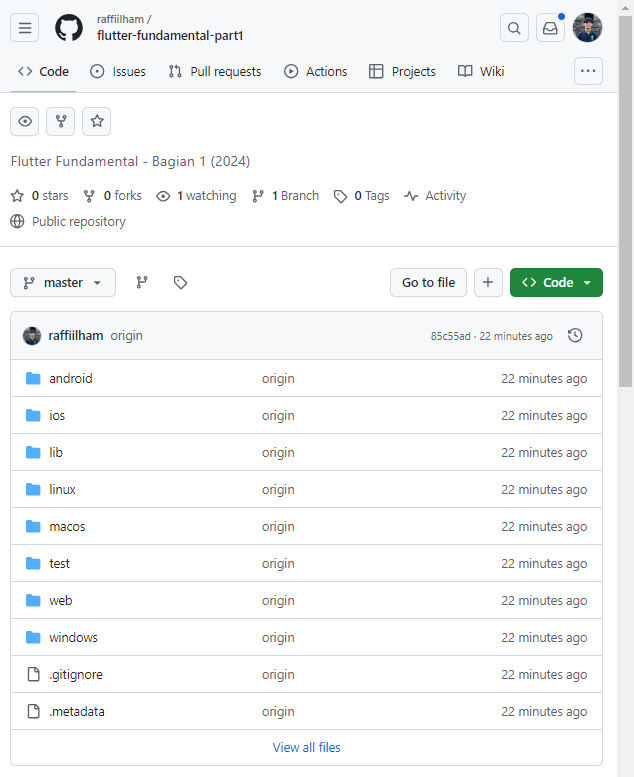 raffiilham /
flutter-fundamental-part1
Code Issues Pull requests Actions Projects Wiki
Flutter Fundamental - Bagian 1 (2024)
0 stars 0 forks 1 watching 1 Branch 0 Tags Activity
Public repository
master Go to file Code
raffiilham origin 85c55ad · 22 minutes ago
android origin 22 minutes ago
ios origin 22 minutes ago
lib origin 22 minutes ago
linux origin 22 minutes ago
macos origin 22 minutes ago
test origin 22 minutes ago
web origin 22 minutes ago
windows origin 22 minutes ago
.gitignore origin 22 minutes ago
.metadata origin 22 minutes ago
View all files